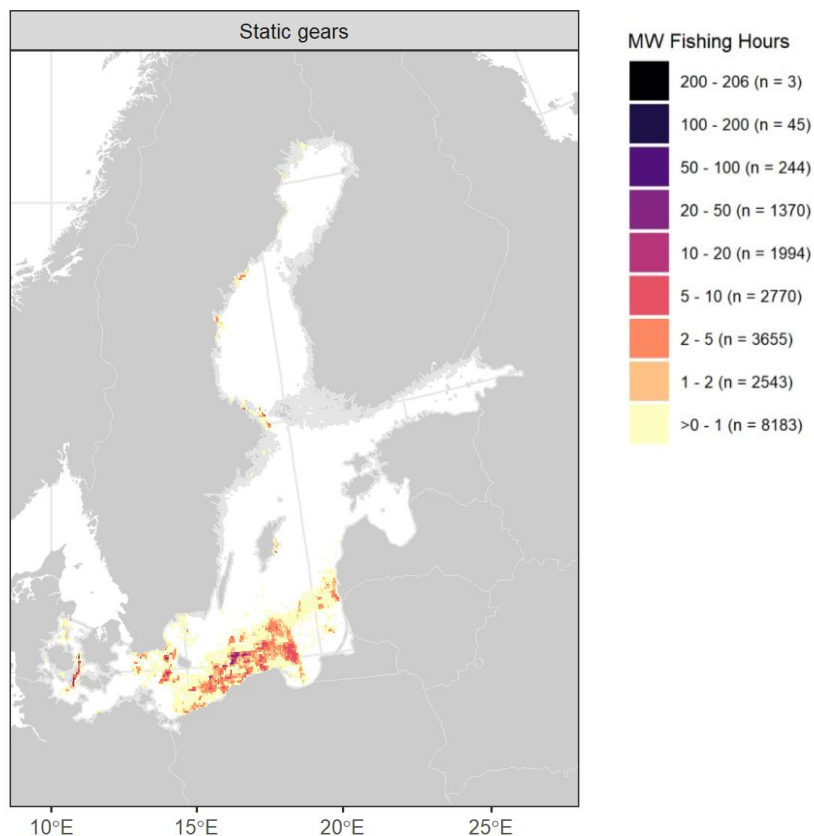 Static gears
MW Fishing Hours
200 - 206 (n = 3)
100 - 200 (n = 45)
50 - 100 (n = 244)
20 - 50 (n = 1370)
10 - 20 (n = 1994)
5 - 10 (n = 2770)
2 - 5 (n = 3655)
1 - 2 (n = 2543)
>0 - 1 (n = 8183)
10°E 15°E 20°E 25°E